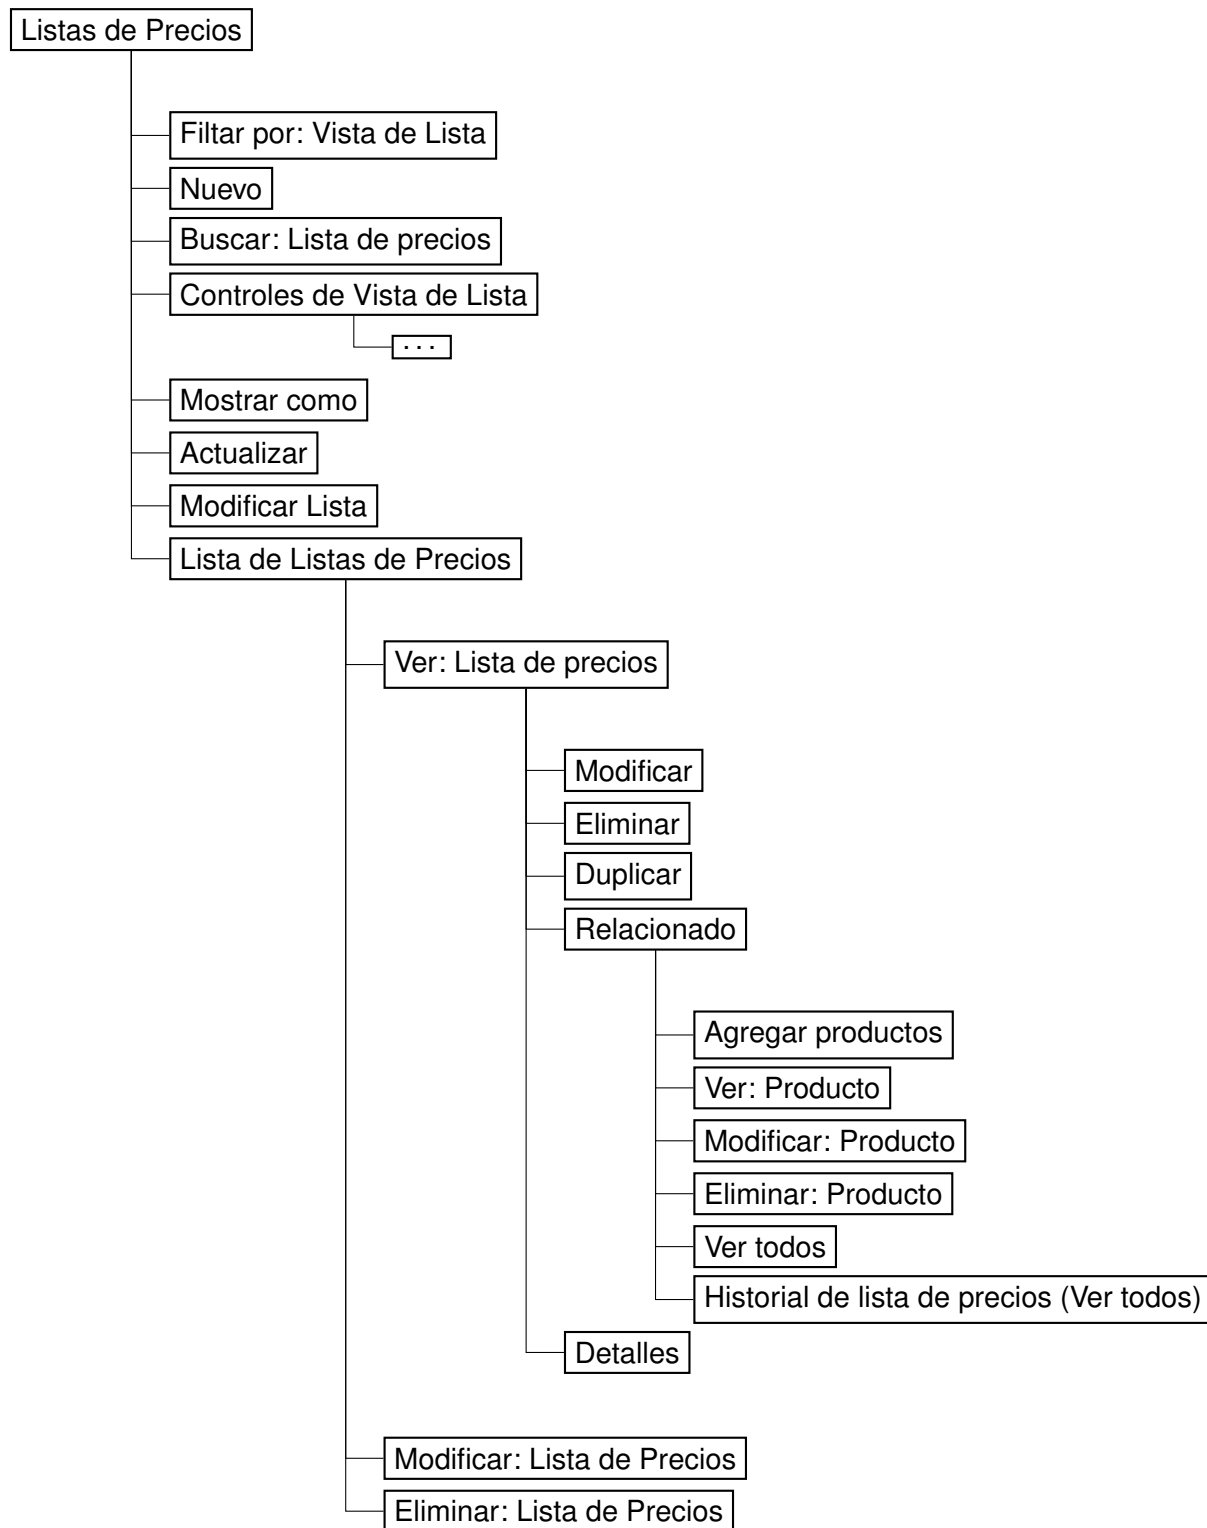 Listas de Precios
Filtar por: Vista de Lista
Nuevo
Buscar: Lista de precios
Controles de Vista de Lista
...
Mostrar como
Actualizar
Modificar Lista
Lista de Listas de Precios
Ver: Lista de precios
Modificar
Eliminar
Duplicar
Relacionado
Agregar productos
Ver: Producto
Modificar: Producto
Eliminar: Producto
Ver todos
Historial de lista de precios (Ver todos)
Detalles
Modificar: Lista de Precios
Eliminar: Lista de Precios